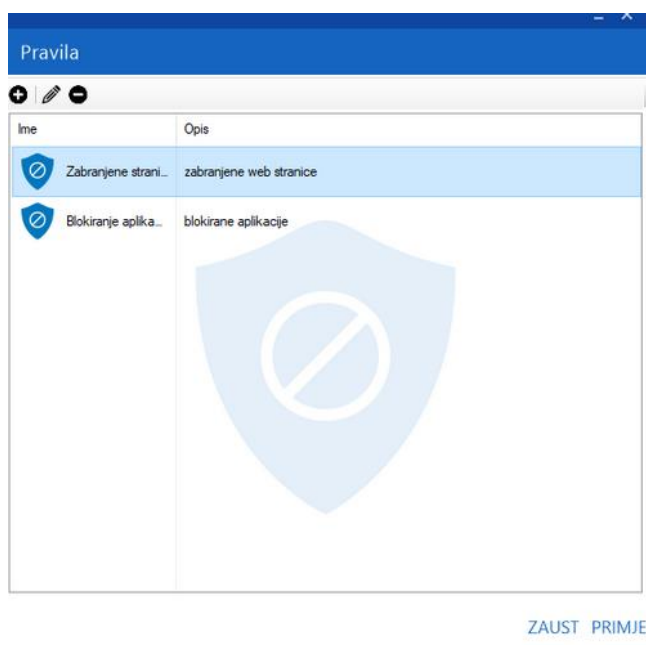 Pravila
Ime Opis
Zabranjene strani... zabranjene web stranice
Blokiranje aplika... blokirane aplikacije
ZAUST PRIMJE